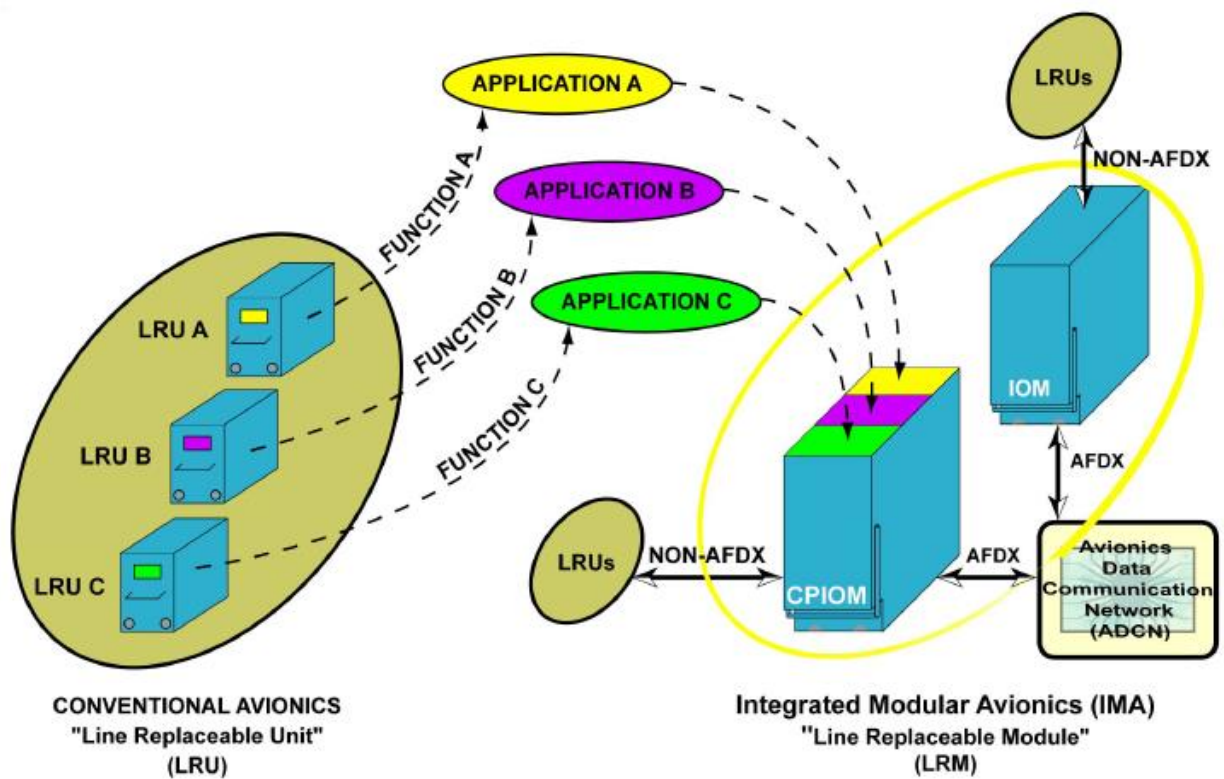 APPLICATION A
LRUs
NON-AFDX
FUNCTION A
APPLICATION B
FUNCTION B
APPLICATION C
FUNCTION C
LRU A
LRU B
LRU C
IOM
AFDX
LRUs
NON-AFDX
CPIOM
AFDX
Avionics
Data
Communication
Network
(ADCN)
CONVENTIONAL AVIONICS
"Line Replaceable Unit"
(LRU)
Integrated Modular Avionics (IMA)
"Line Replaceable Module"
(LRM)